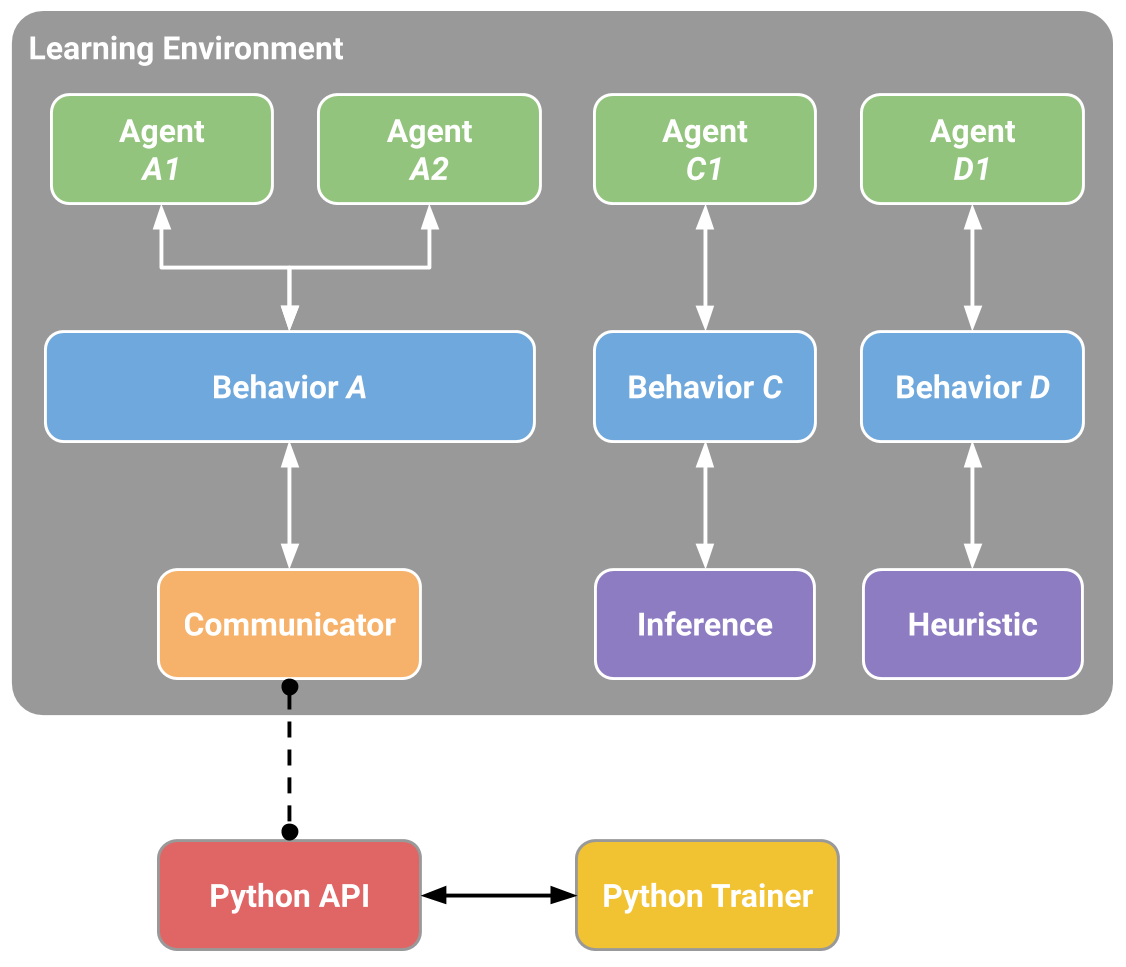 Learning Environment
Agent
A1
Agent
A2
Agent
C1
Agent
D1
Behavior A
Behavior C
Behavior D
Communicator
Inference
Heuristic
Python API
Python Trainer